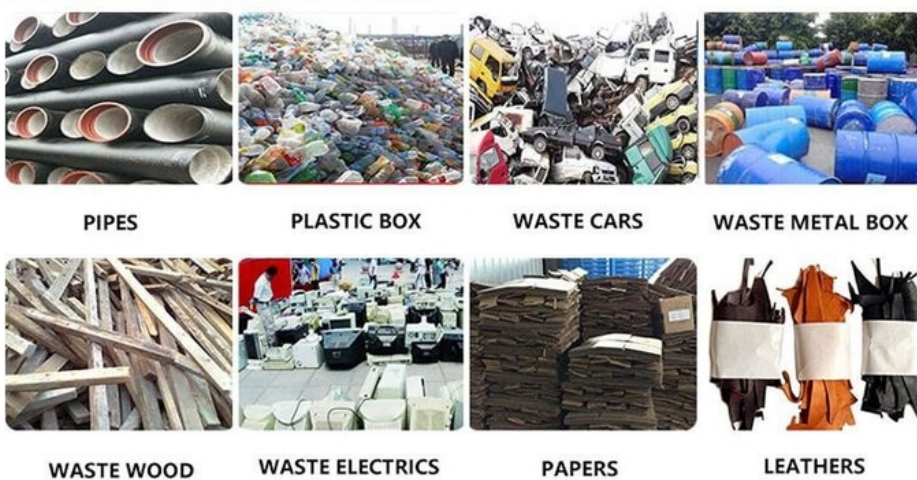 PIPES
PLASTIC BOX
WASTE CARS
WASTE METAL BOX
WASTE WOOD
WASTE ELECTRICS
PAPERS
LEATHERS